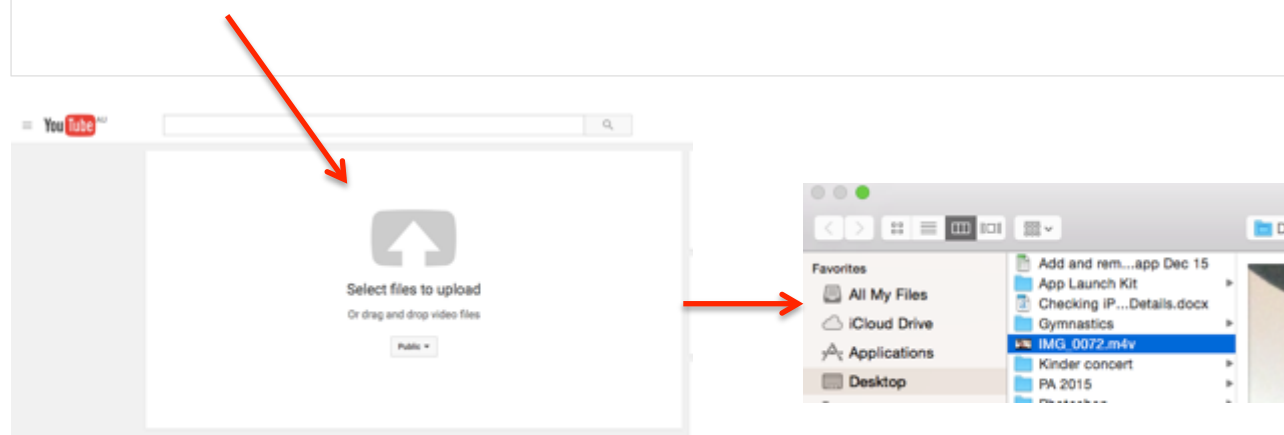 YouTube AU
Select files to upload
Or drag and drop video files
Public
D
Favorites
All My Files
iCloud Drive
Applications
Desktop
Add and rem...app Dec 15
App Launch Kit
Checking iP...Details.docx
Gymnastics
IMG_0072.m4v
Kinder concert
PA 2015